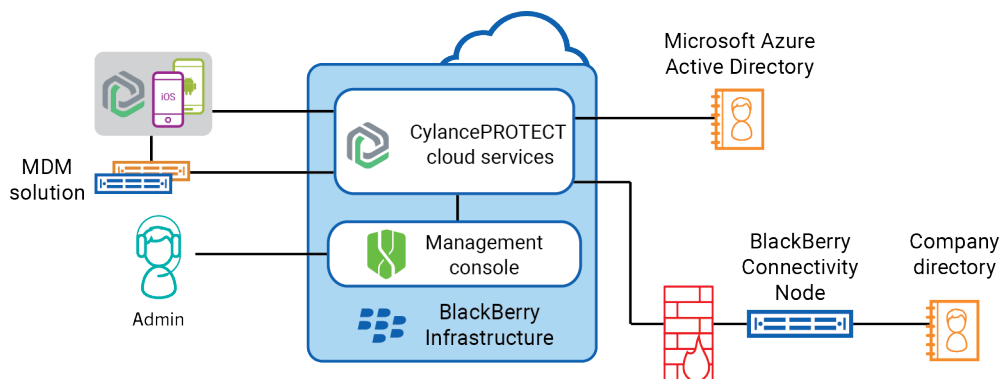 Microsoft Azure
Active Directory
iOS
CylancePROTECT
cloud services
MDM
solution
Management
console
BlackBerry
Connectivity
Node
Company
directory
Admin
BlackBerry
Infrastructure